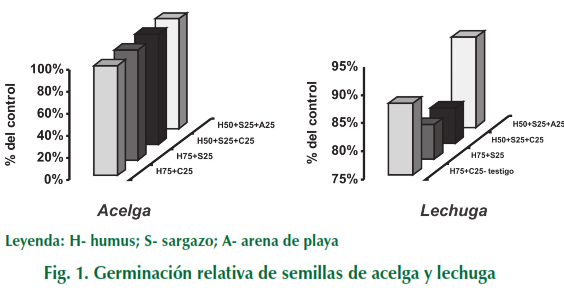 % del control
100%
80%
60%
40%
20%
0%
H50+S25+A25
H50+S25+C25
H75+S25
H75+C25
Acelga
% del control
95%
90%
85%
80%
75%
H50+S25+A25
H50+S25+C25
H75+S25
H75+C25- testigo
Lechuga
Leyenda: H- humus; S- sargazo; A- arena de playa
Fig. 1. Germinación relativa de semillas de acelga y lechuga